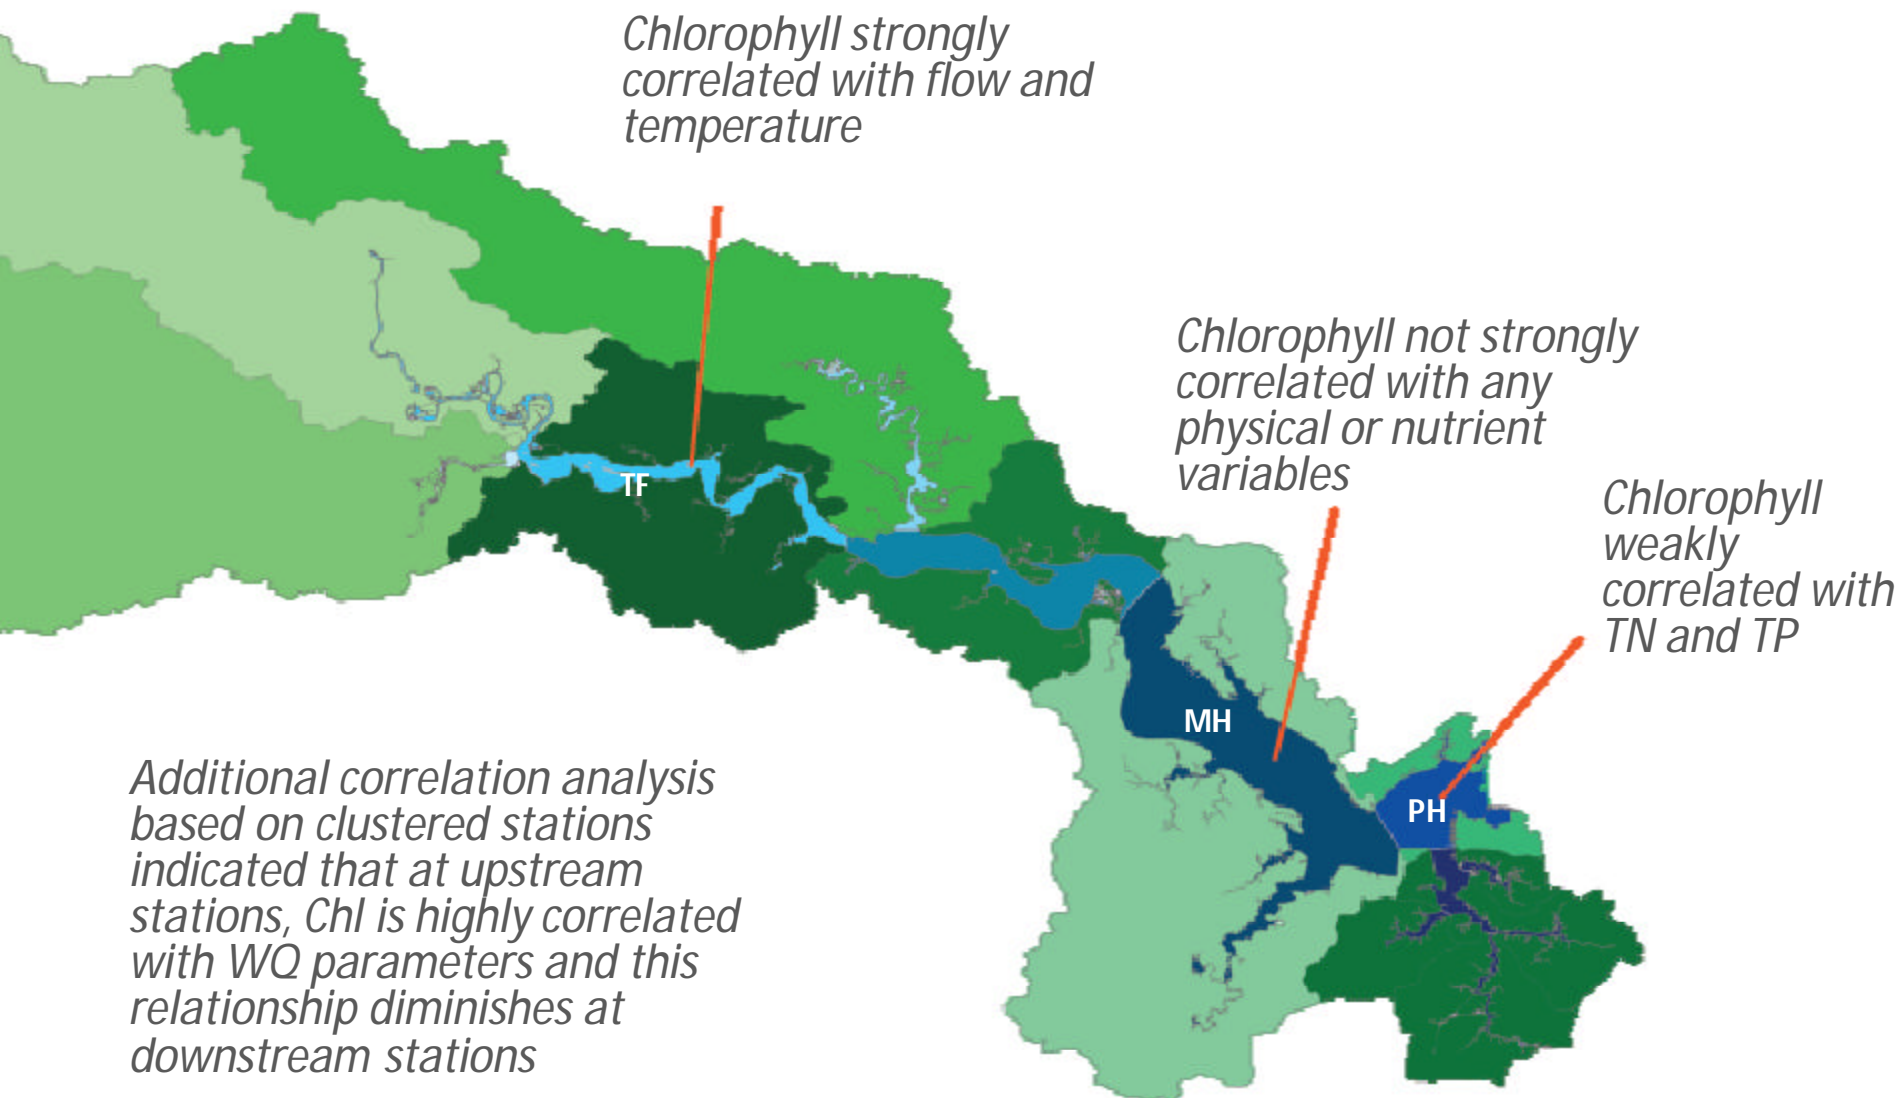 Chlorophyll strongly
correlated with flow and
temperature
Chlorophyll not strongly
correlated with any
physical or nutrient
variables
Chlorophyll
weakly
correlated with
TN and TP
TF
MH
PH
Additional correlation analysis
based on clustered stations
indicated that at upstream
stations, Chl is highly correlated
with WQ parameters and this
relationship diminishes at
downstream stations